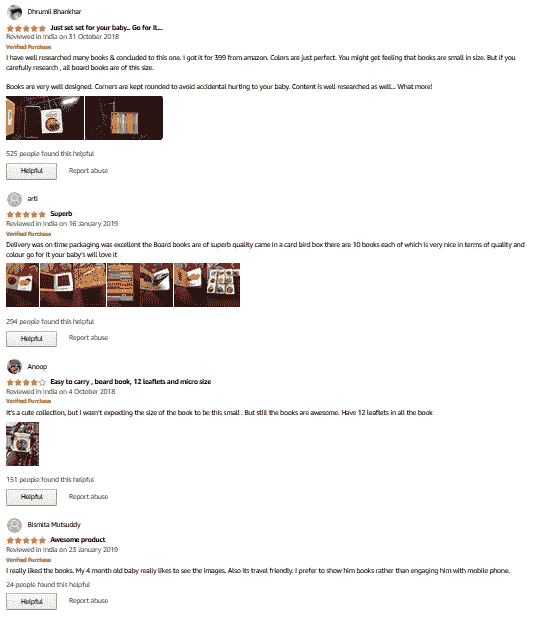 Dhrumil Bhankhar
Just set set for your baby.. Go for it...
Reviewed in India on 31 October 2018
Verified Purchase
I have well researched many books & concluded to this one. I got it for 399 from amazon. Colors are just perfect. You might get feeling that books are small in size. But if you
carefully research , all board books are of this size.
Books are very well designed. Corners are kept rounded to avoid accidental hurting to your baby. Content is well researched as well... What more!
525 people found this helpful
Helpful Report abuse
arti
Superb
Reviewed in India on 16 January 2019
Verified Purchase
Delivery was on time packaging was excellent the Board books are of superb quality came in a card bird box there are 10 books each of which is very nice in terms of quality and
colour go for it your baby's will love it
294 people found this helpful
Helpful Report abuse
Anoop
Easy to carry , board book, 12 leaflets and micro size
Reviewed in India on 4 October 2018
Verified Purchase
It's a cute collection, but I wasn't expexting the size of the book to be this small . But still the books are awesome. Have 12 leaflets in all the book
151 people found this helpful
Helpful Report abuse
Bismita Mutsuddy
Awesome product
Reviewed in India on 23 January 2019
Verified Purchase
I really liked the books. My 4 month old baby really likes to see the images. Also its travel friendly. I prefer to show him books rather than engaging him with mobile phone.
24 people found this helpful
Helpful Report abuse